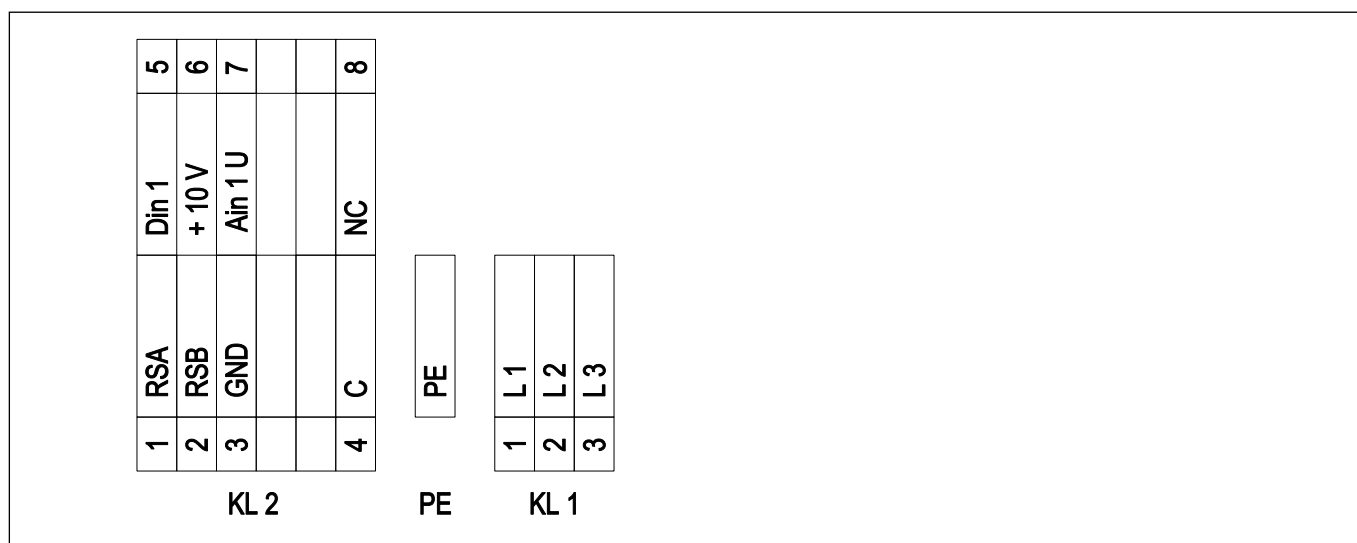 5 6 7 8
Din 1 + 10 V Ain 1 U NC
RSA RSB GND C PE L 1 L 2 L 3
1 2 3 4 1 2 3
KL 2 PE KL 1